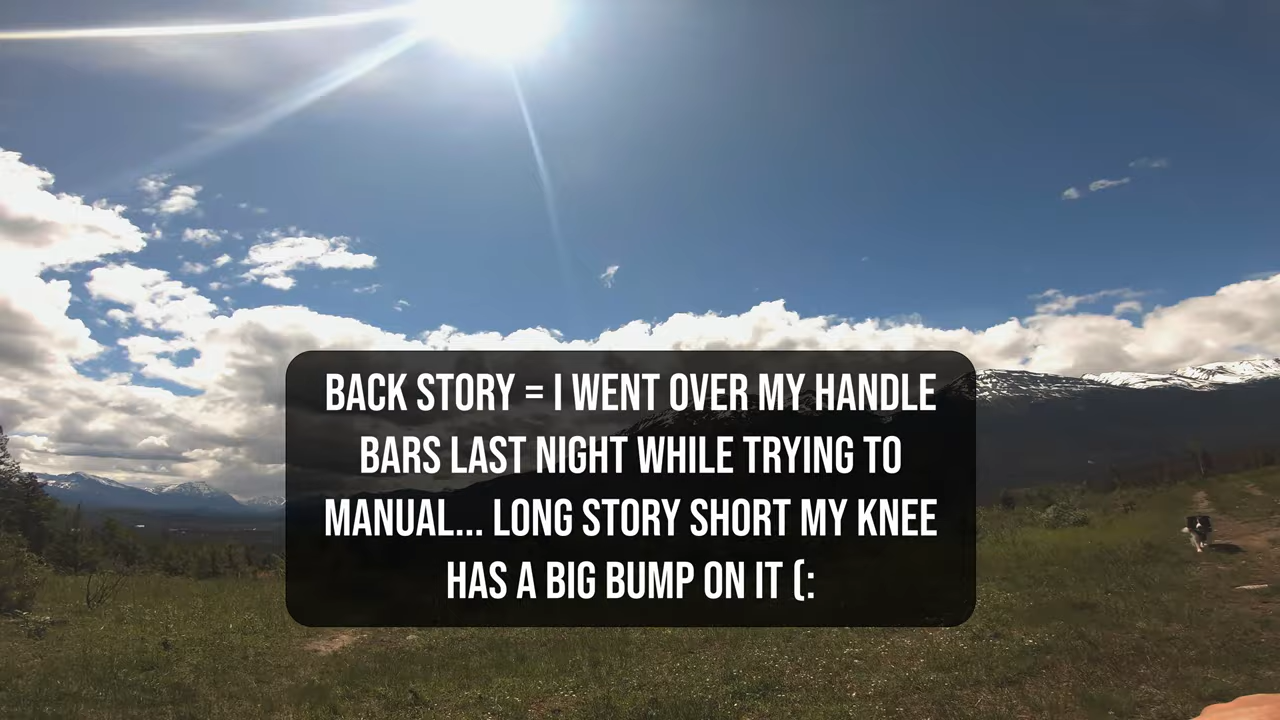 BACK STORY = I WENT OVER MY HANDLE
BARS LAST NIGHT WHILE TRYING TO
MANUAL... LONG STORY SHORT MY KNEE
HAS A BIG BUMP ON IT (: